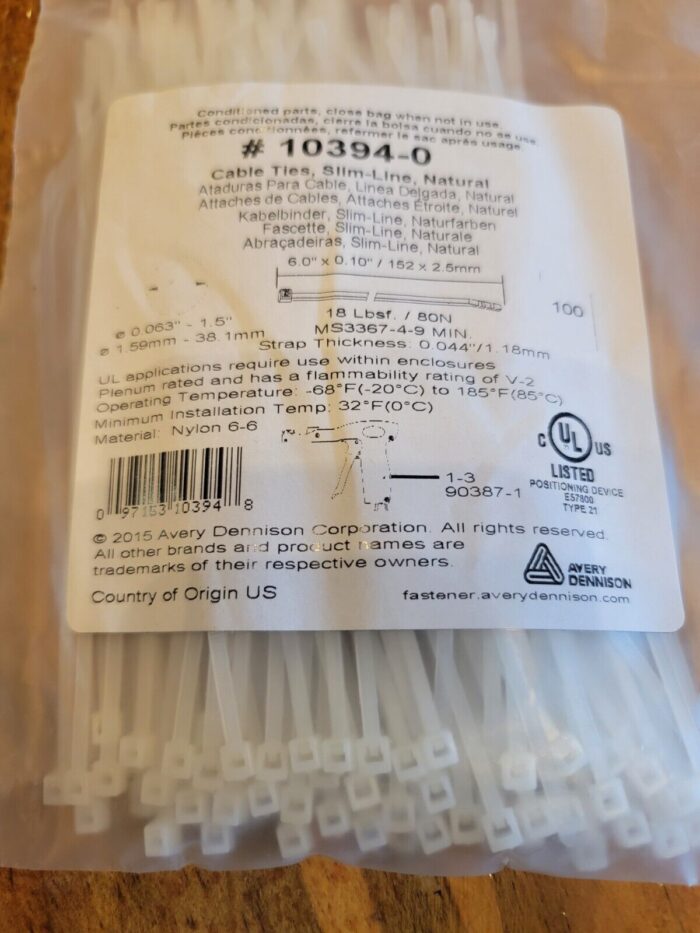 Conditioned parts, close bag when not in use.
Partes condicionadas, cierra la bolsa cuando no se use.
Pièces conditionnées, refermer le sac après usage
# 10394-0
Cable Ties, Slim-Line, Natural
Ataduras Para Cable, Linea Delgada, Natural
Attaches de Cables, Attaches Étroite, Naturel
Kabelbinder, Slim-Line, Naturfarben
Fascette, Slim-Line, Naturale
Abraçadeiras, Slim-Line, Natural
6.0" x 0.10" / 152 x 2.5mm
100
18 Lbsf. / 80N
MS3367-4-9 MIN.
Strap Thickness: 0.044"/1.18mm
ø 0.063" - 1.5"
ø 1.59mm - 38.1mm
UL applications require use within enclosures
Plenum rated and has a flammability rating of V-2
Operating Temperature: -68°F(-20°C) to 185°F(85°C)
Minimum Installation Temp: 32°F(0°C)
Material: Nylon 6-6
1-3
90387-1
C UL US
LISTED
POSITIONING DEVICE
E57800
TYPE 21
0 97153 10394 8
© 2015 Avery Dennison Corporation. All rights reserved.
All other brands and product names are
trademarks of their respective owners.
AVERY
DENNISON
Country of Origin US
fastener.averydennison.com